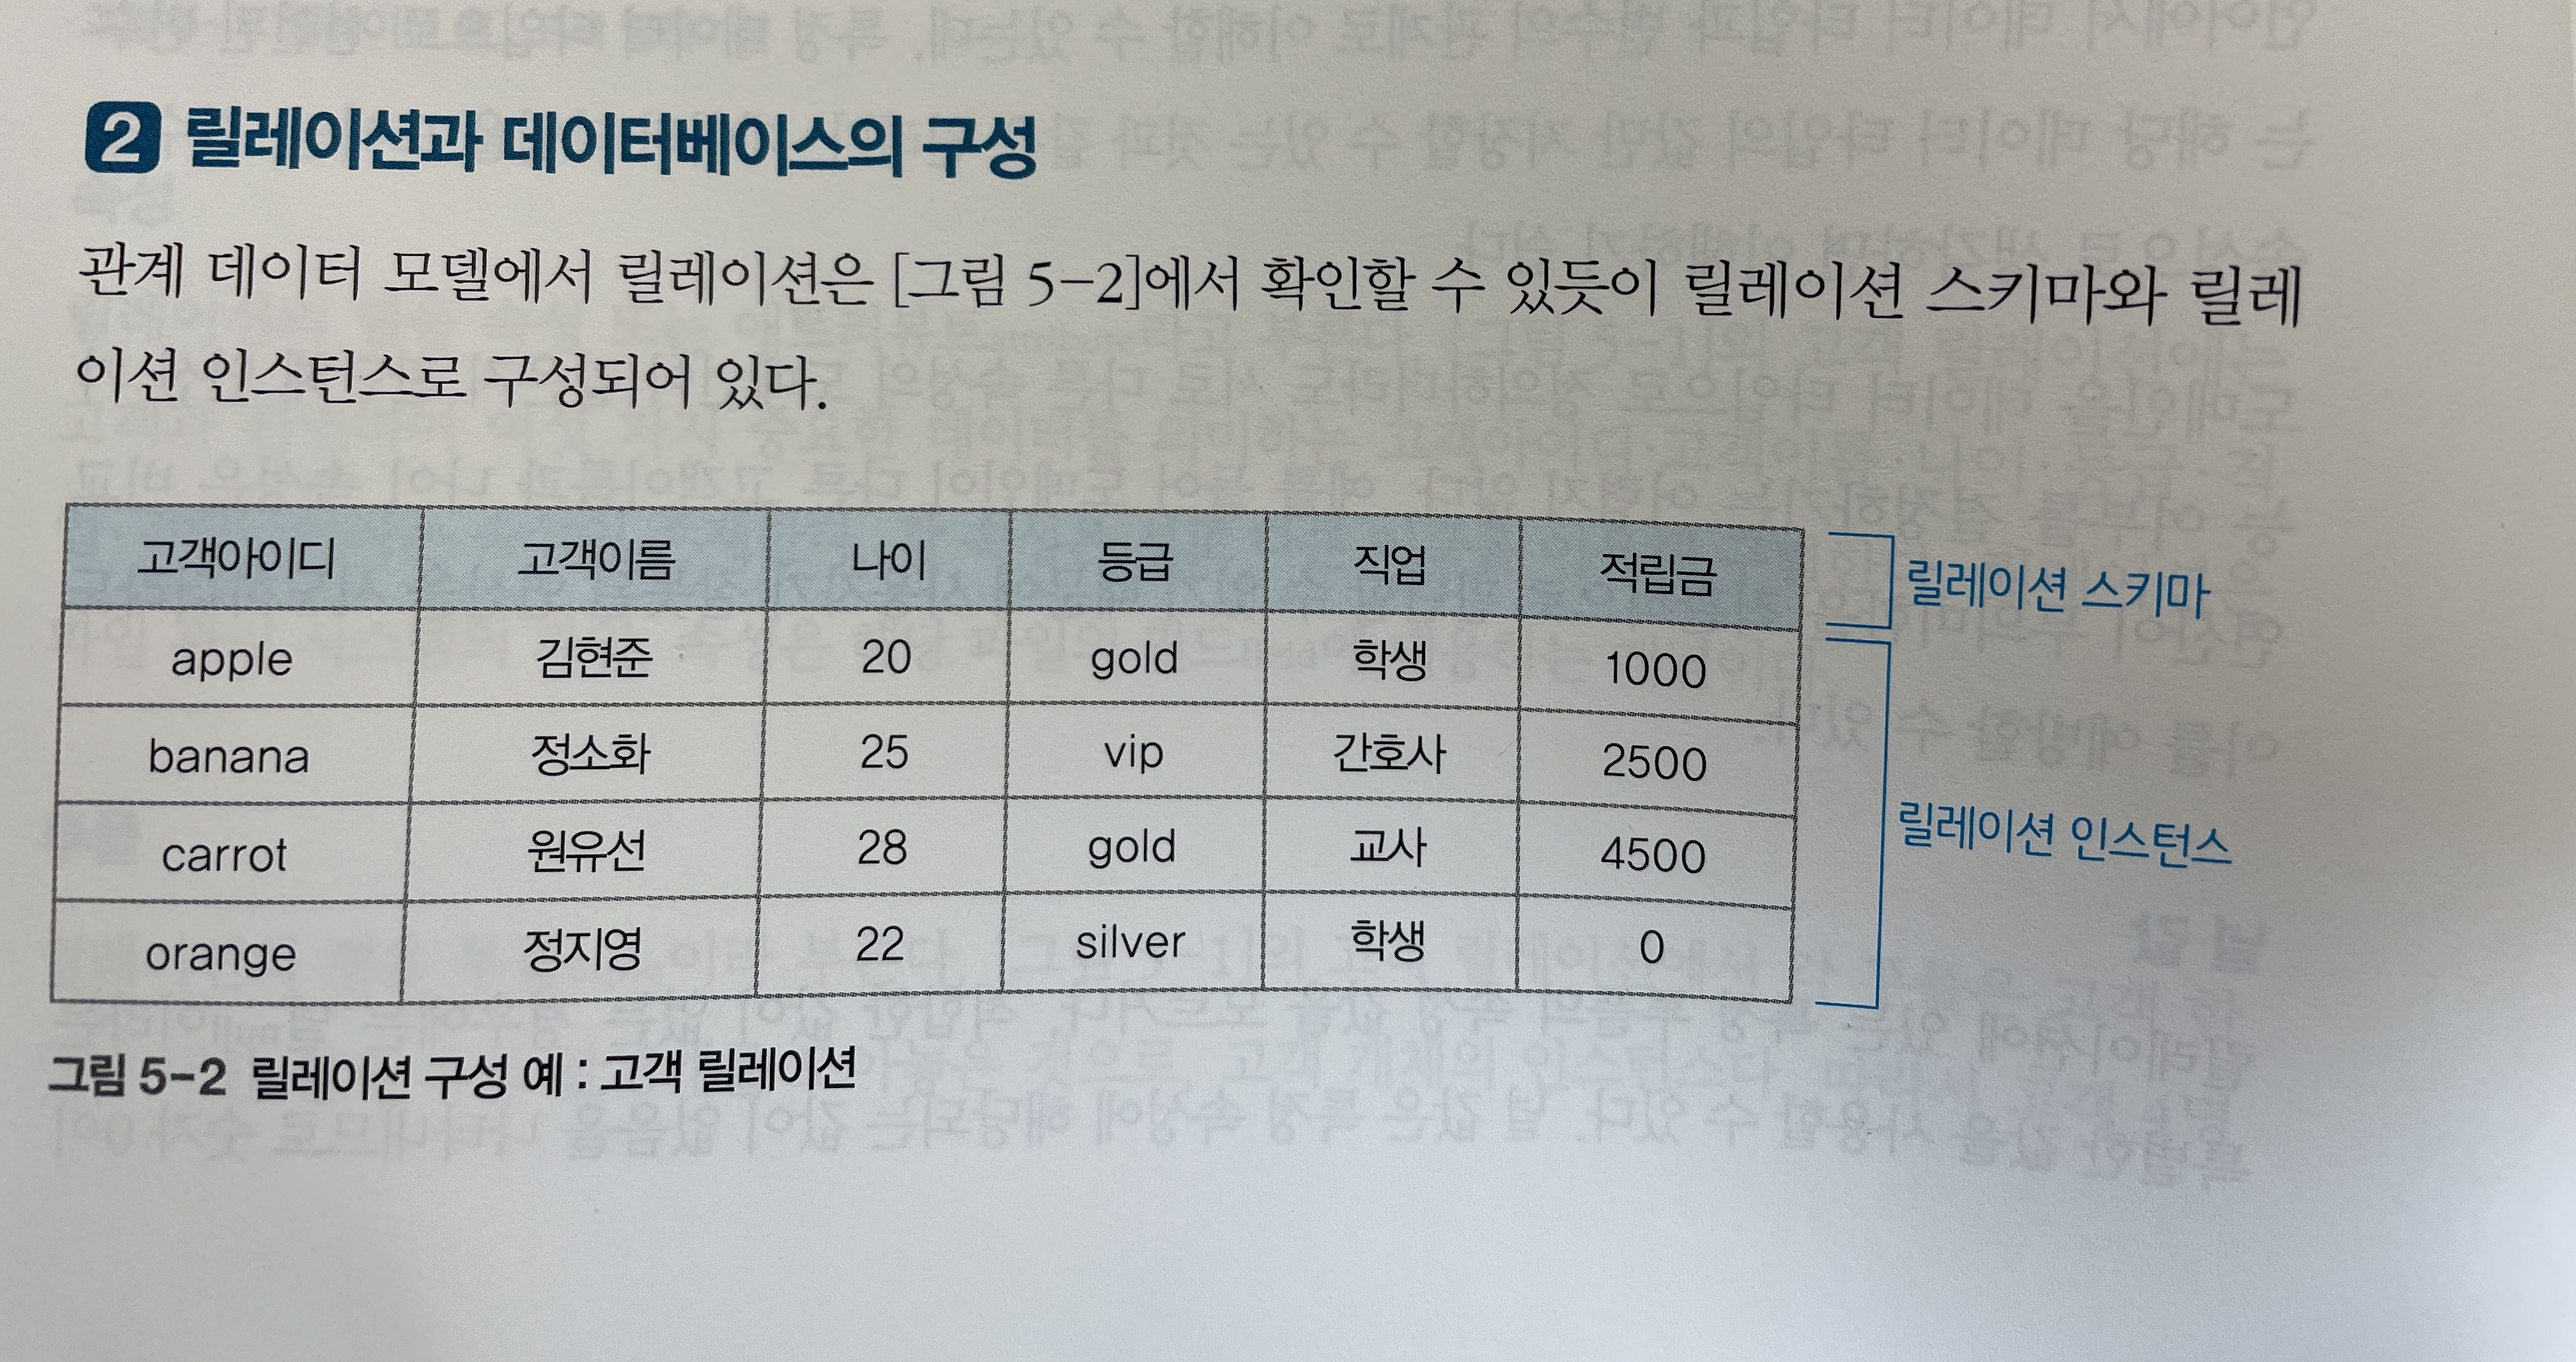 2 릴레이션과 데이터베이스의 구성
관계 데이터 모델에서 릴레이션은 [그림 5-2]에서 확인할 수 있듯이 릴레이션 스키마와 릴레
이션 인스턴스로 구성되어 있다.
고객아이디 고객이름 나이 등급 직업 적립금 릴레이션 스키마
apple 김현준 20 gold 학생 1000
banana 정소화 25 vip 간호사 2500
carrot 원유선 28 gold 교사 4500 릴레이션 인스턴스
orange 정지영 22 silver 학생 0
그림 5-2 릴레이션 구성 예 : 고객 릴레이션